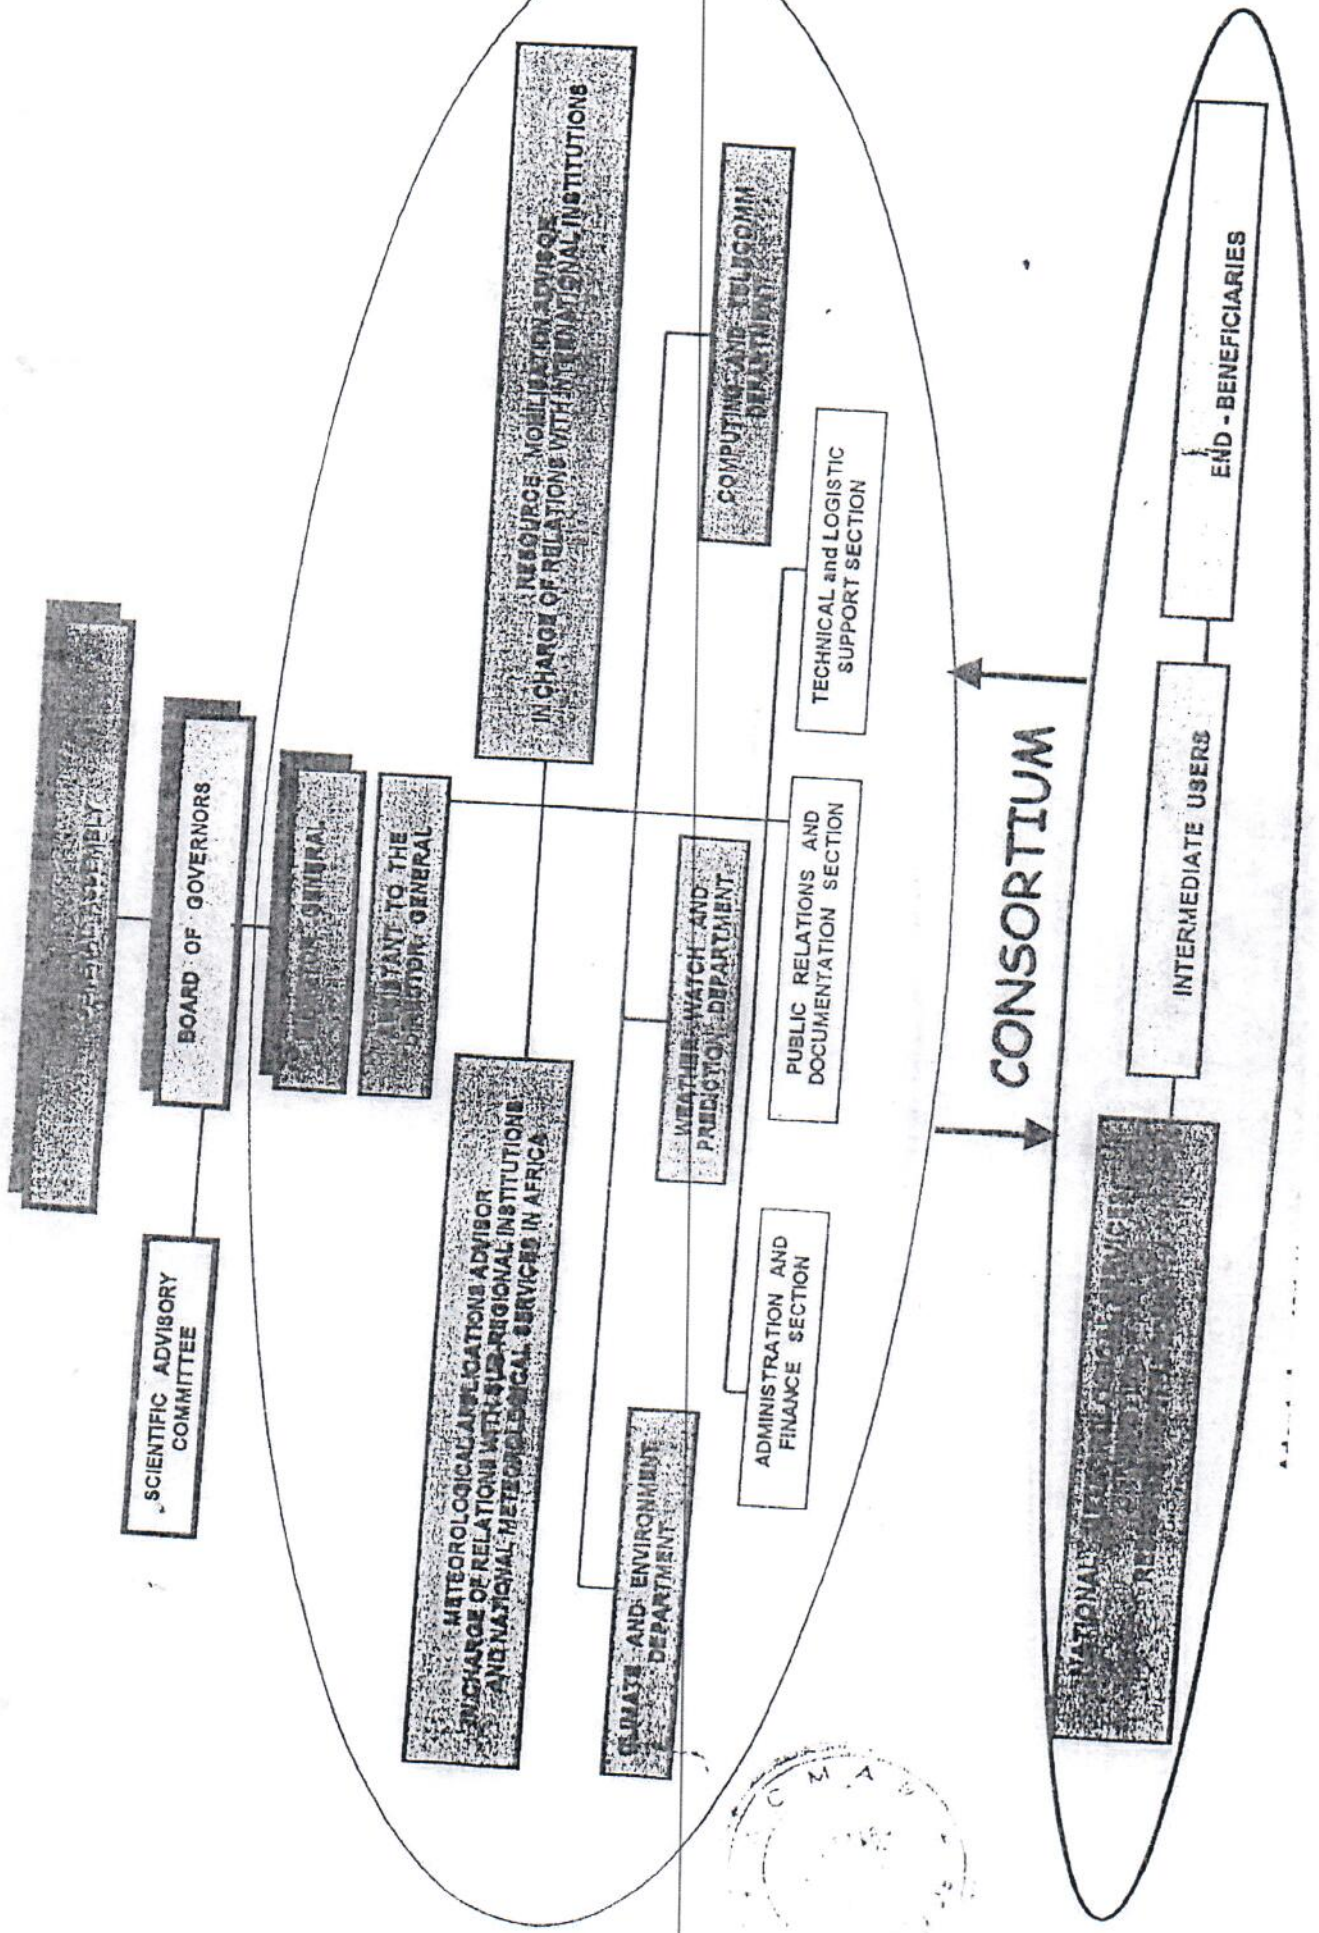 BOARD OF GOVERNORS
SCIENTIFIC ADVISORY
COMMITTEE
GENERAL
TO THE
GENERAL
METEOROLOGICAL APPLICATIONS ADVISOR
IN CHARGE OF RELATIONS WITH SUB-REGIONAL INSTITUTIONS
AND NATIONAL METEOROLOGICAL SERVICES IN AFRICA
RESOURCE MOBILIZATION ADVISOR
IN CHARGE OF RELATIONS WITH INTERNATIONAL INSTITUTIONS
CLIMATE AND ENVIRONMENT
DEPARTMENT
WEATHER WATCH AND
PREDICTION DEPARTMENT
COMPUTING AND
DEPARTMENT
ADMINISTRATION AND
FINANCE SECTION
PUBLIC RELATIONS AND
DOCUMENTATION SECTION
TECHNICAL and LOGISTIC
SUPPORT SECTION
CONSORTIUM
NATIONAL
INTERMEDIATE USERS
END - BENEFICIARIES